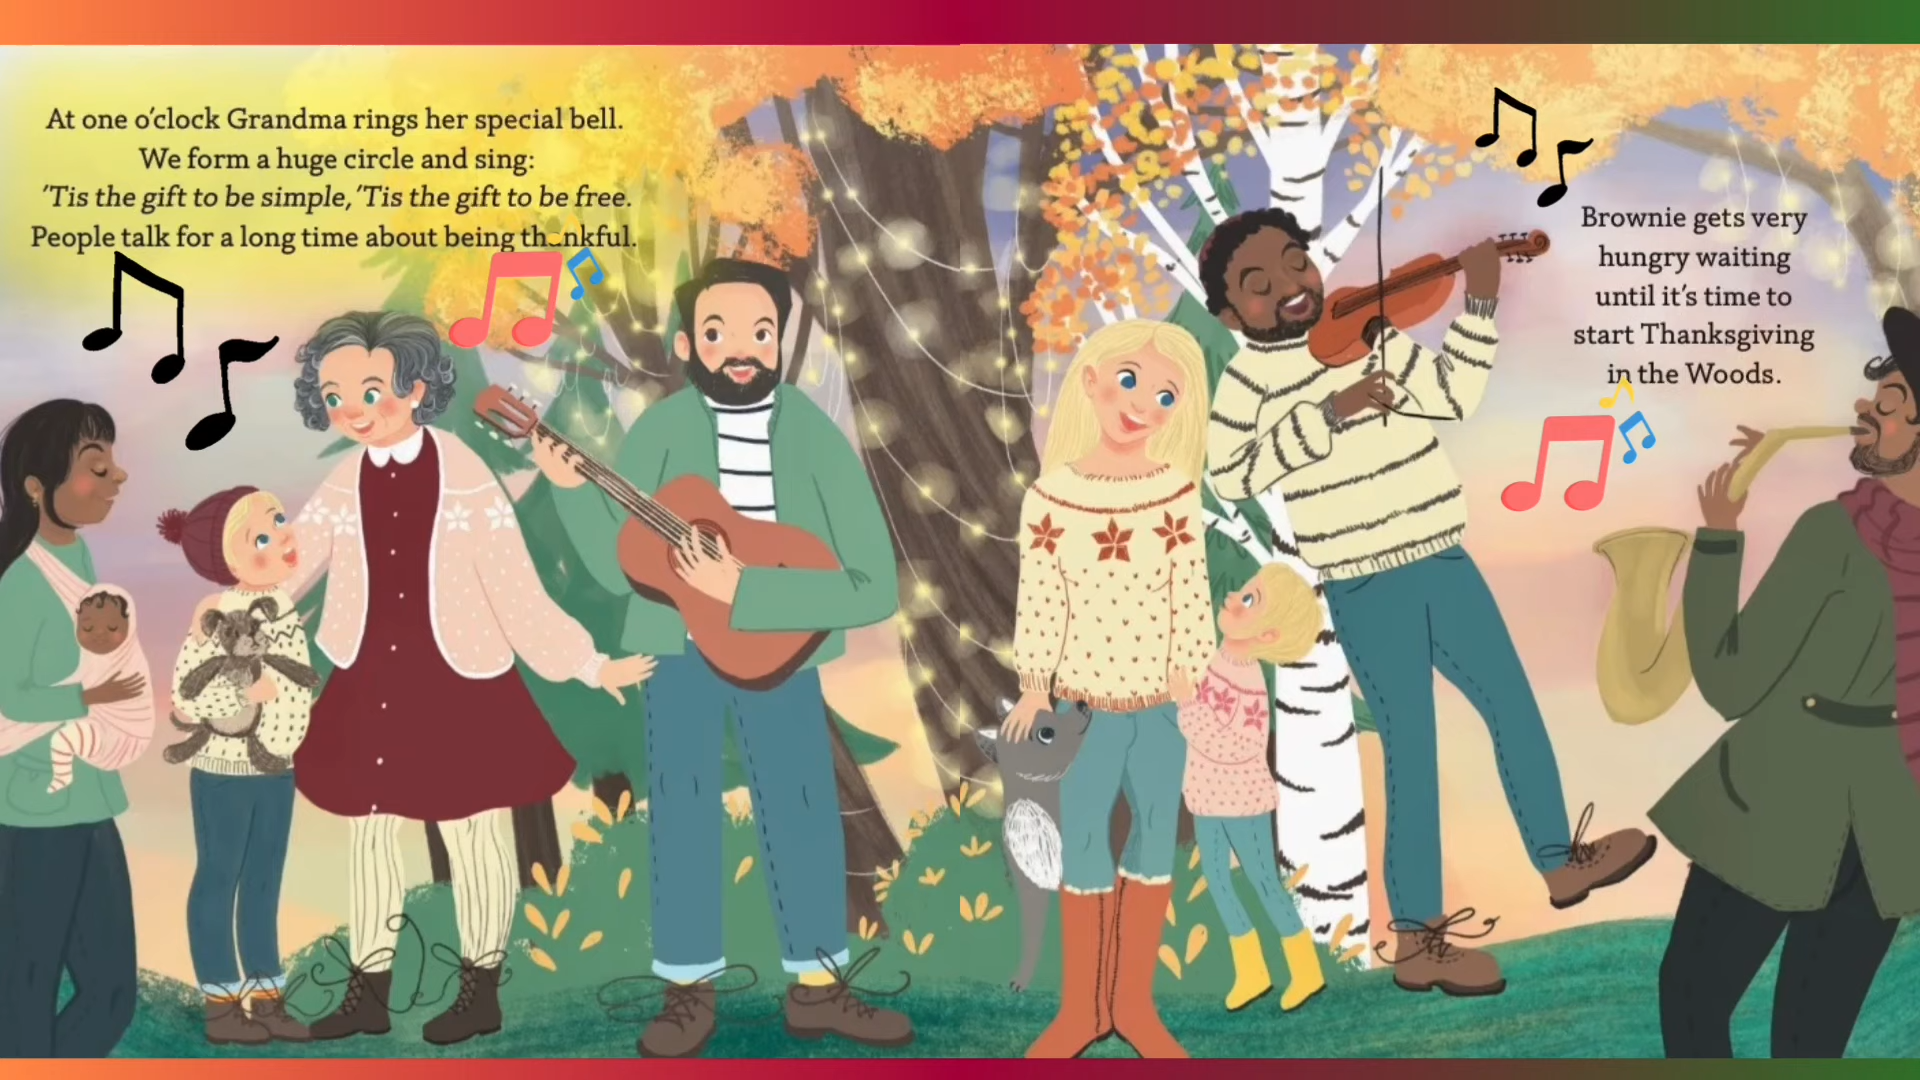 At one o’clock Grandma rings her special bell.
We form a huge circle and sing:
’Tis the gift to be simple, ’Tis the gift to be free.
People talk for a long time about being thankful.
Brownie gets very
hungry waiting
until it’s time to
start Thanksgiving
in the Woods.